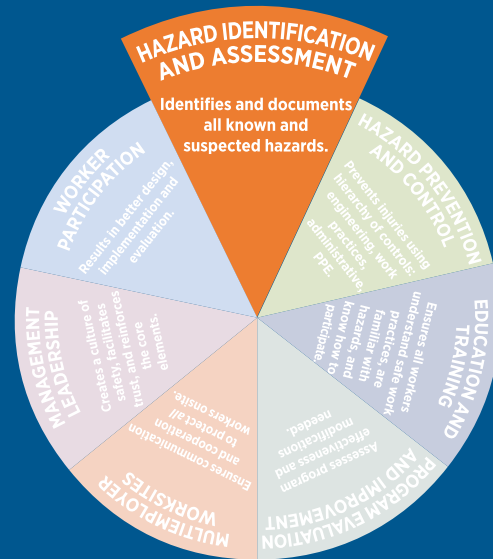 HAZARD IDENTIFICATION
AND ASSESSMENT
Identifies and documents
all known and
suspected hazards.
HAZARD PREVENTION
AND CONTROL
Prevents injuries using
hierarchy of controls:
engineering, work
practices,
administrative,
PPE.
EDUCATION AND
TRAINING
Ensures all workers
understand safe work
practices, are
familiar with
hazards, and
know how to
participate.
PROGRAM EVALUATION
AND IMPROVEMENT
Assesses program
effectiveness and
modifications
needed.
MULTIEMPLOYER
WORKSITES
Ensures communication
and cooperation
to protect all
workers onsite.
MANAGEMENT
LEADERSHIP
Creates a culture of
safety, facilitates
trust, and reinforces
the core
elements.
WORKER
PARTICIPATION
Results in better design,
implementation and
evaluation.